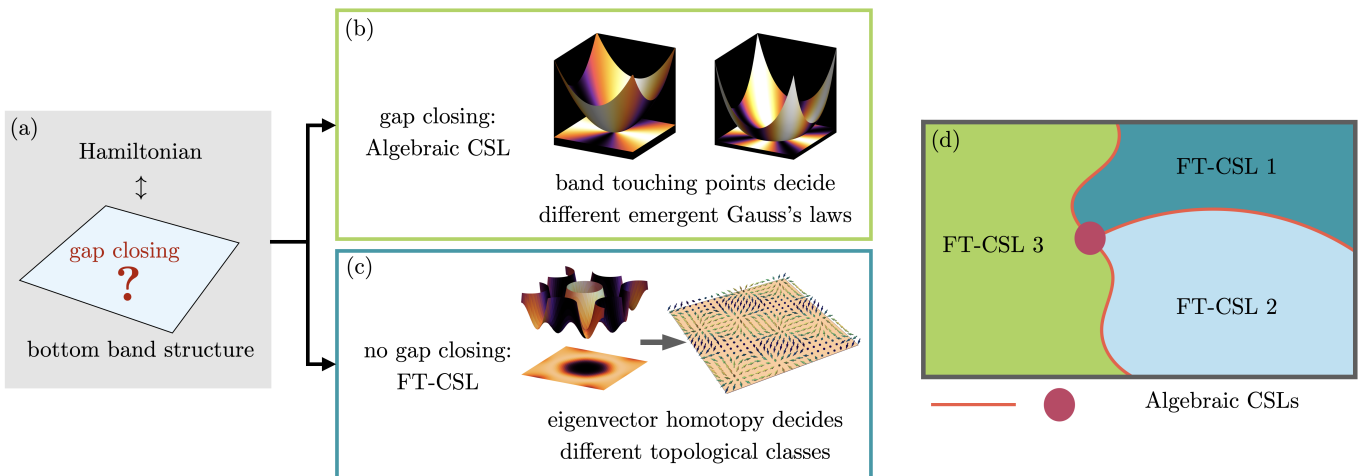 (a)
Hamiltonian
gap closing
?
bottom band structure
(b)
gap closing:
Algebraic CSL
band touching points decide
different emergent Gauss's laws
(c)
no gap closing:
FT-CSL
eigenvector homotopy decides
different topological classes
(d)
FT-CSL 1
FT-CSL 3
FT-CSL 2
Algebraic CSLs